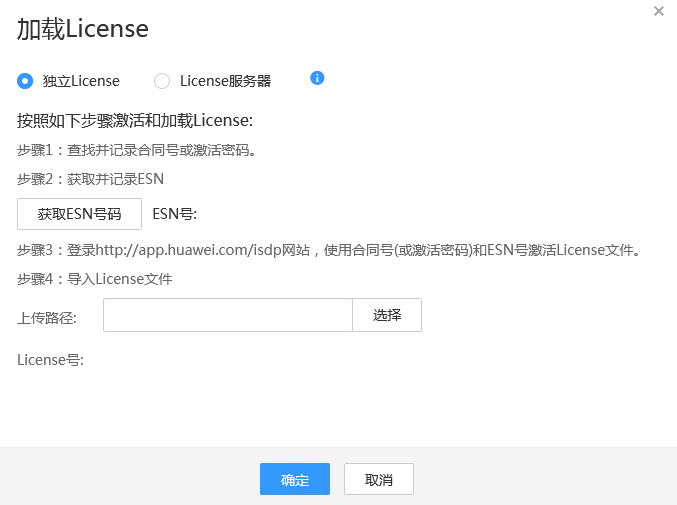 加载License
独立License License服务器
按照如下步骤激活和加载License:
步骤1：查找并记录合同号或激活密码。
步骤2：获取并记录ESN
获取ESN号码 ESN号:
步骤3：登录http://app.huawei.com/isdp网站，使用合同号(或激活密码)和ESN号激活License文件。
步骤4：导入License文件
上传路径: 选择
License号:
确定 取消